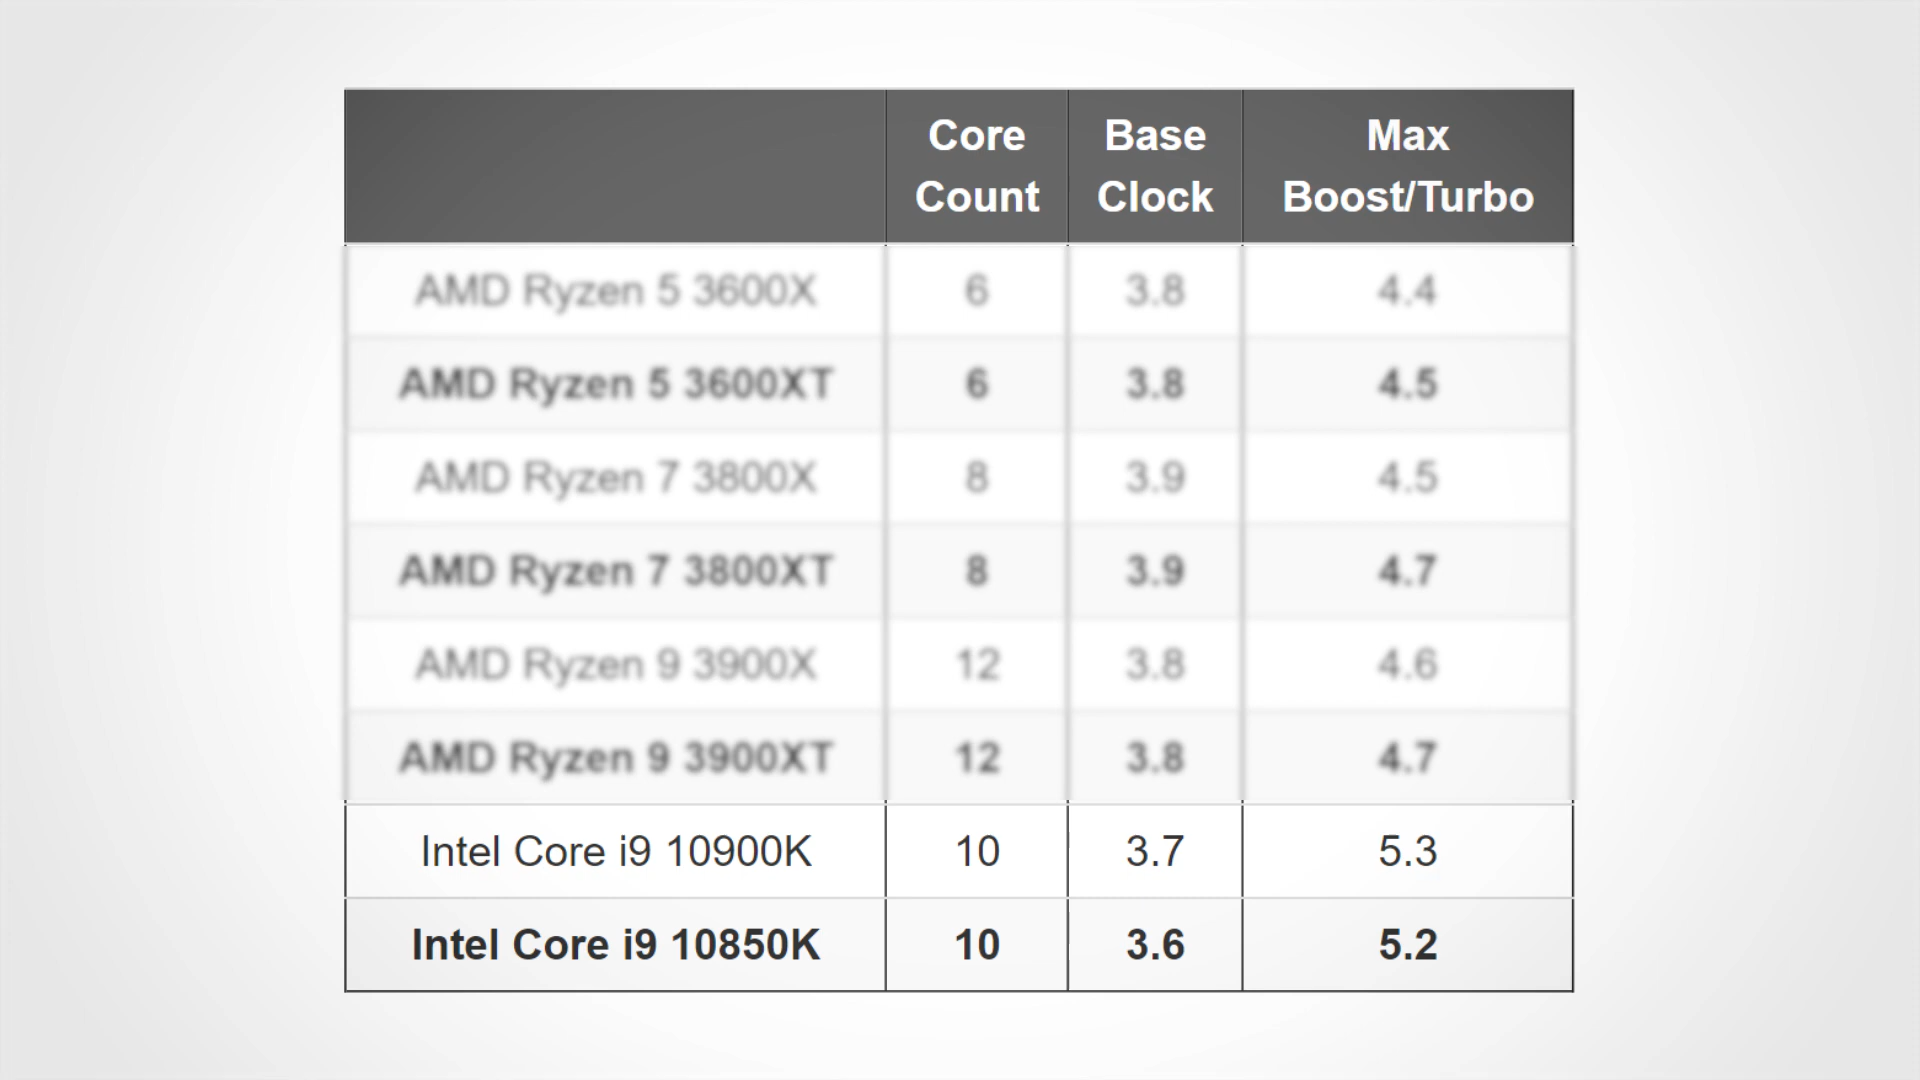 Core Count Base Clock Max Boost/Turbo
AMD Ryzen 5 3600X 6 3.8 4.4
AMD Ryzen 5 3600XT 6 3.8 4.5
AMD Ryzen 7 3800X 8 3.9 4.5
AMD Ryzen 7 3800XT 8 3.9 4.7
AMD Ryzen 9 3900X 12 3.8 4.6
AMD Ryzen 9 3900XT 12 3.8 4.7
Intel Core i9 10900K 10 3.7 5.3
Intel Core i9 10850K 10 3.6 5.2